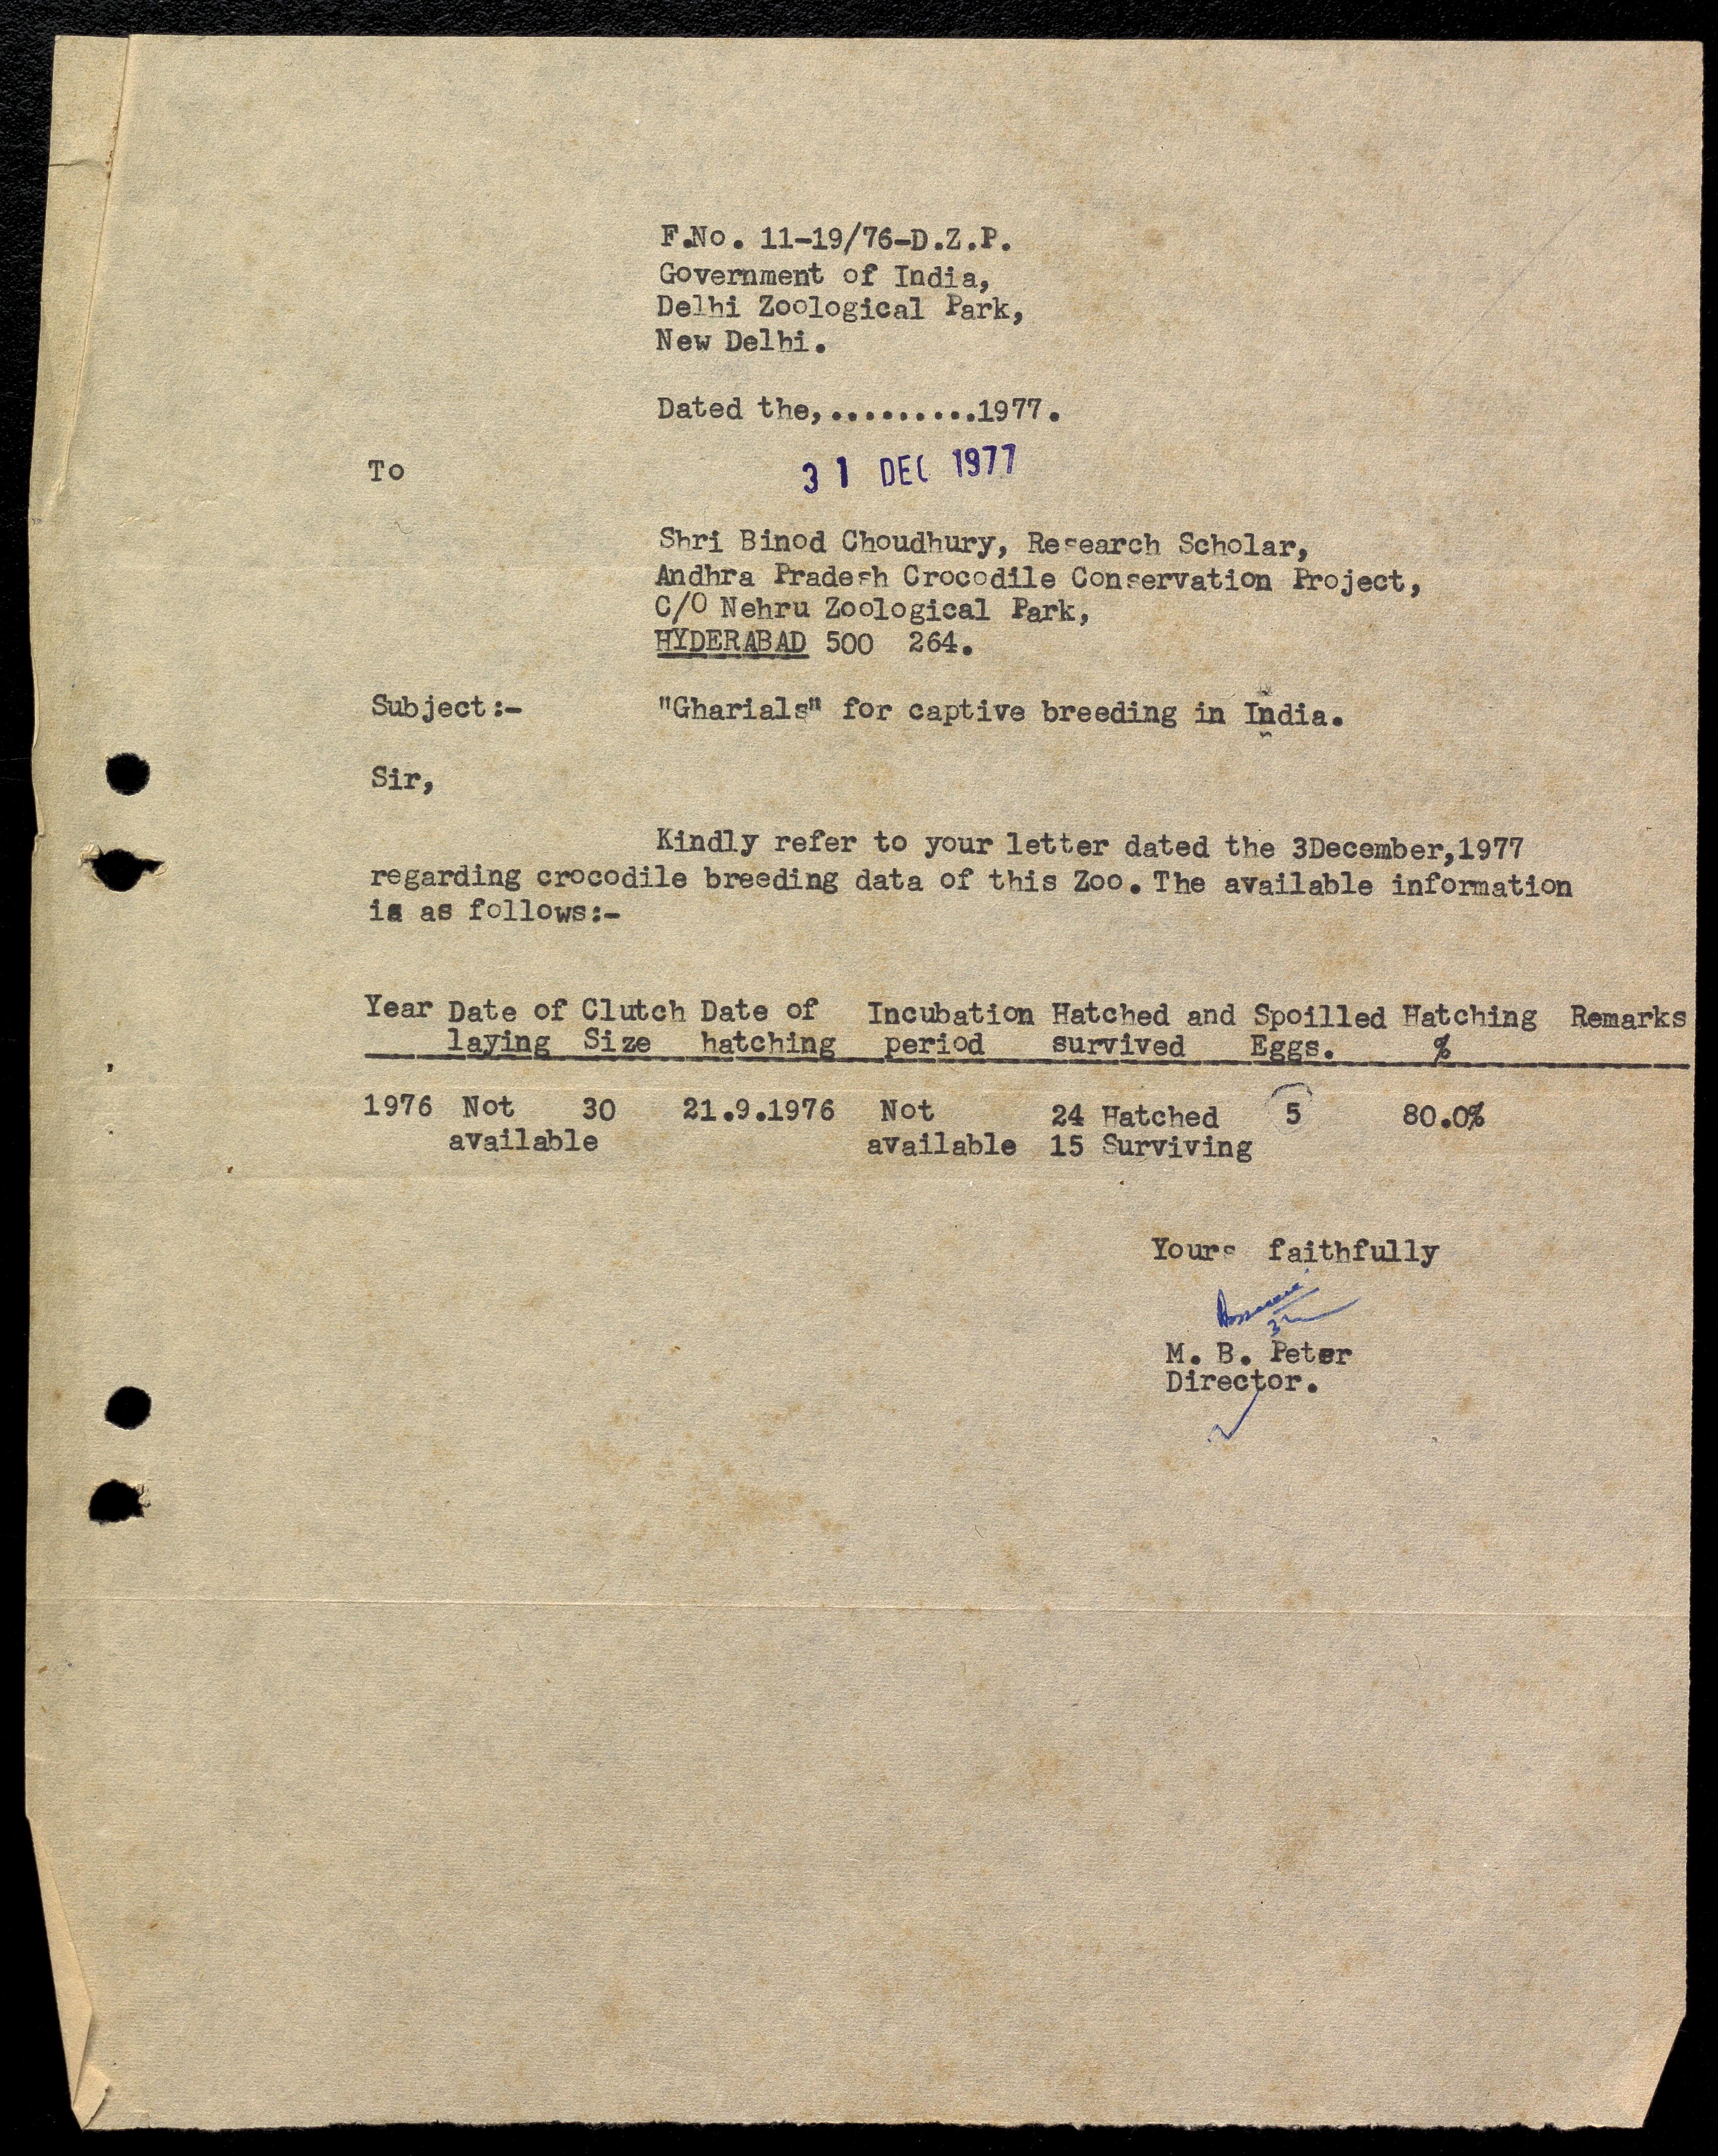 F.No. 11-19/76-D.Z.P.
Government of India,
Delhi Zoological Park,
New Delhi.
Dated the,..........1977.
31 DEC 1977
To
Shri Binod Choudhury, Research Scholar,
Andhra Pradesh Crocodile Conservation Project,
C/O Nehru Zoological Park,
HYDERABAD 500 264.
Subject:- "Gharials" for captive breeding in India.
Sir,
Kindly refer to your letter dated the 3December,1977
regarding crocodile breeding data of this Zoo. The available information
is as follows:-
Year Date of Clutch Date of Incubation Hatched and Spoilled Hatching Remarks
laying Size hatching period survived Eggs. %
1976 Not 30 21.9.1976 Not 24 Hatched 5 80.0%
available available 15 Surviving
Yours faithfully
M. B. Peter
Director.